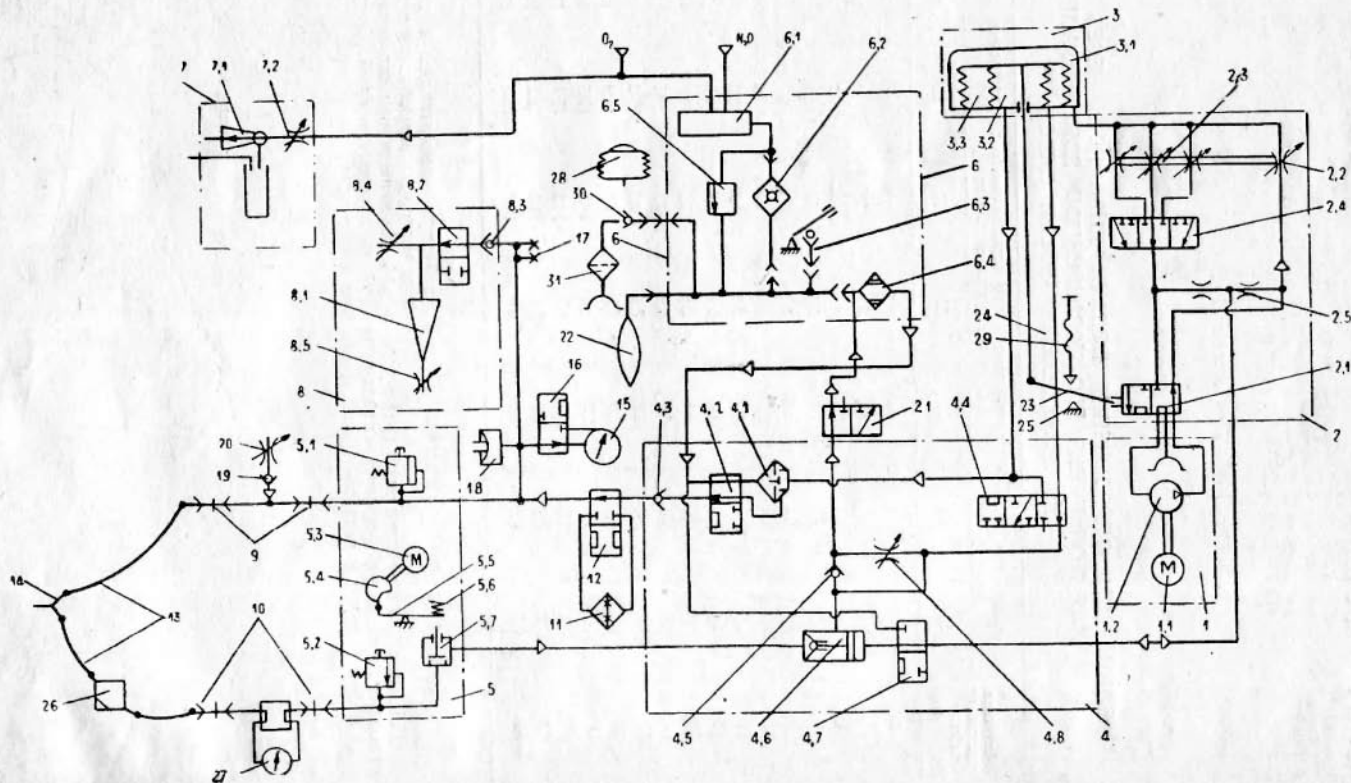 O₂ N₂O 6,1 6,2 3 3,1
7 7,1 7,2
6.5 2,3
3,3 3,2
28 6
8,4 8,2 8,3 30 6 6,3 2,2
2,4
17
31 6,4
8,1
22 24 2,5
8,5 29
16
8 15 4,3 4,2 4,1 21 4,4 23 2,1
20 5,1 25 2
19 18
5,3
M
14 9 5,4 5,5 5,6 12
13 10 11 M
5,2 5,7 1,2 1,1 1
26 5
27 4,5 4,6 4,7 4,8 4